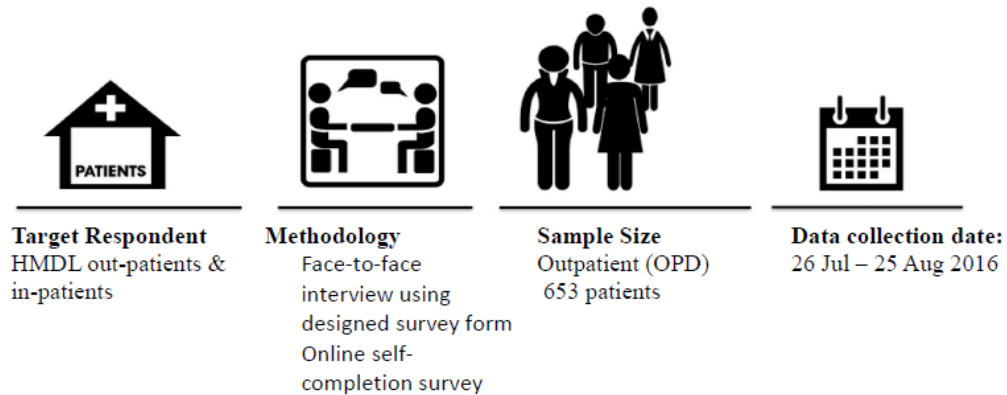 PATIENTS
Target Respondent
HMDL out-patients &
in-patients
Methodology
Face-to-face
interview using
designed survey form
Online self-
completion survey
Sample Size
Outpatient (OPD)
653 patients
Data collection date:
26 Jul – 25 Aug 2016